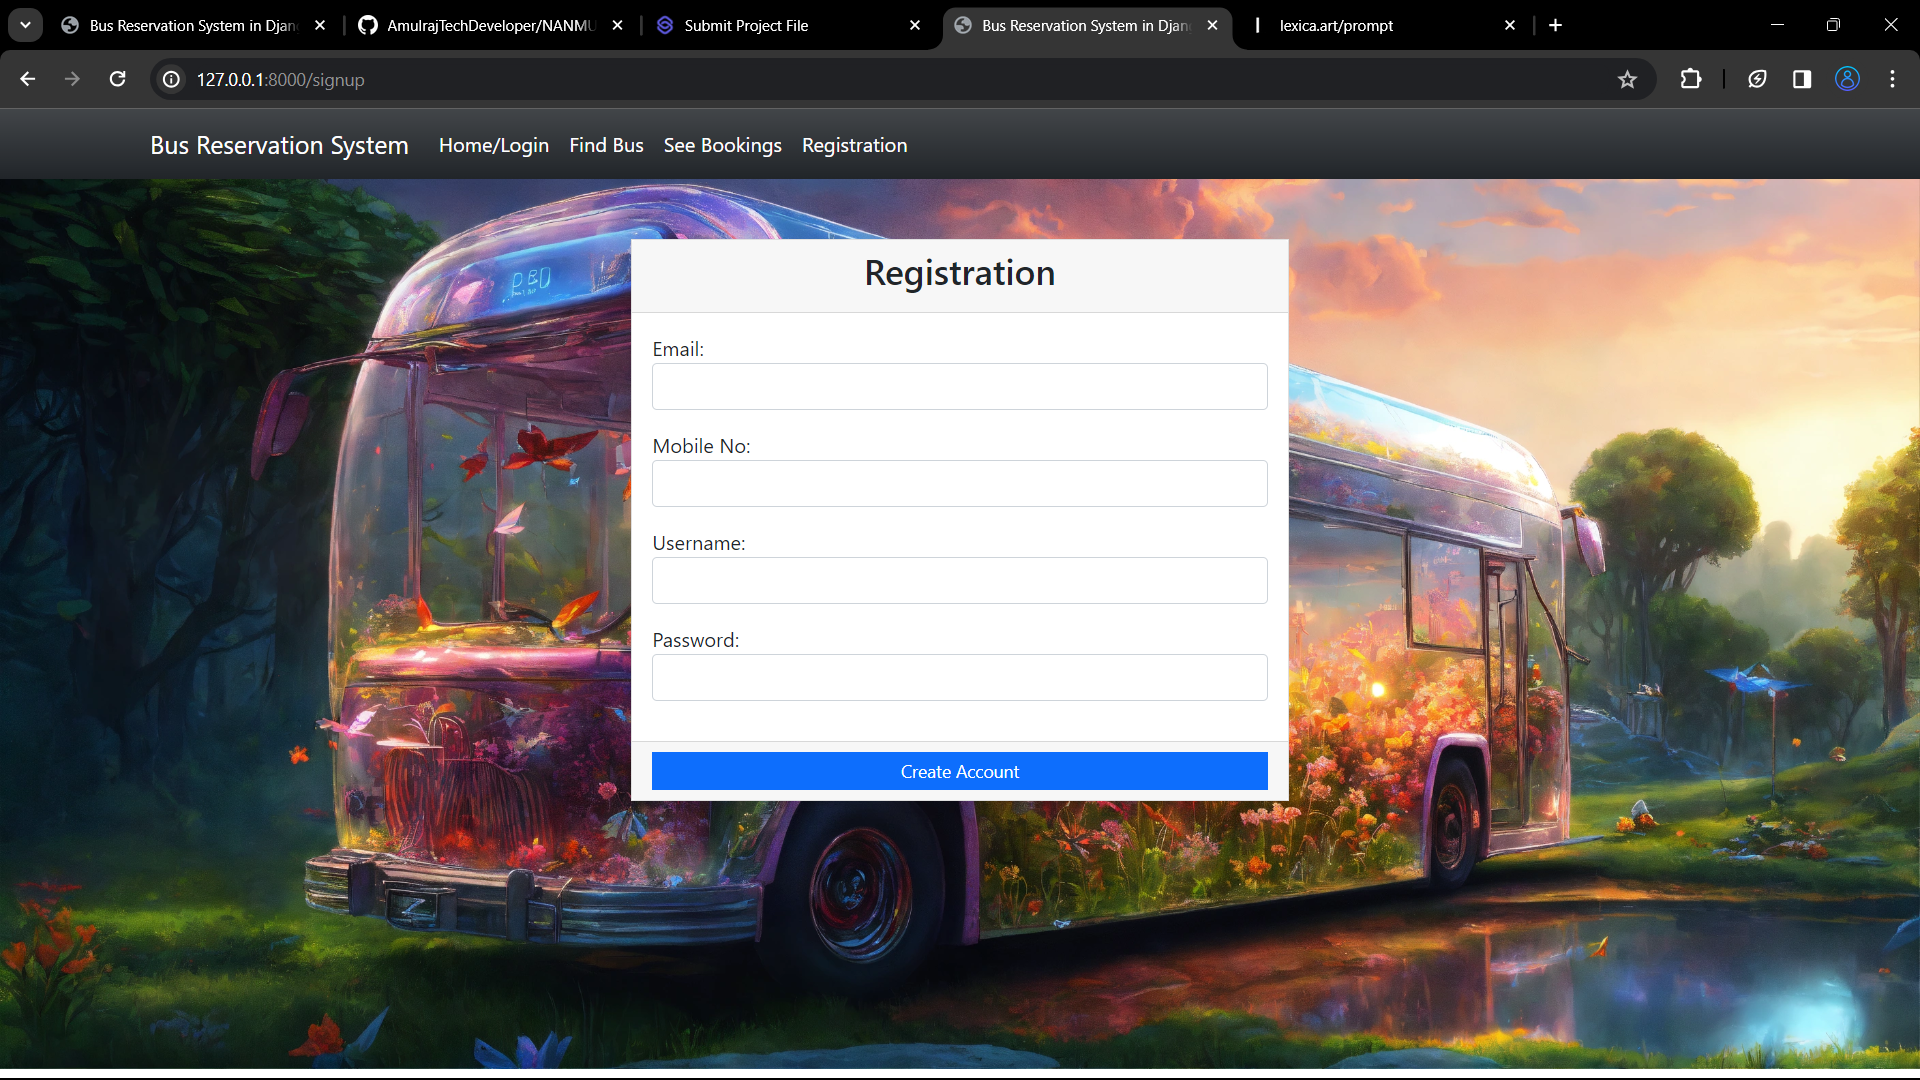 Bus Reservation System in Djan
AmulrajTechDeveloper/NANMU
Submit Project File
Bus Reservation System in Djan
lexica.art/prompt
127.0.0.1:8000/signup
Bus Reservation System
Home/Login
Find Bus
See Bookings
Registration
Registration
Email:
Mobile No:
Username:
Password:
Create Account